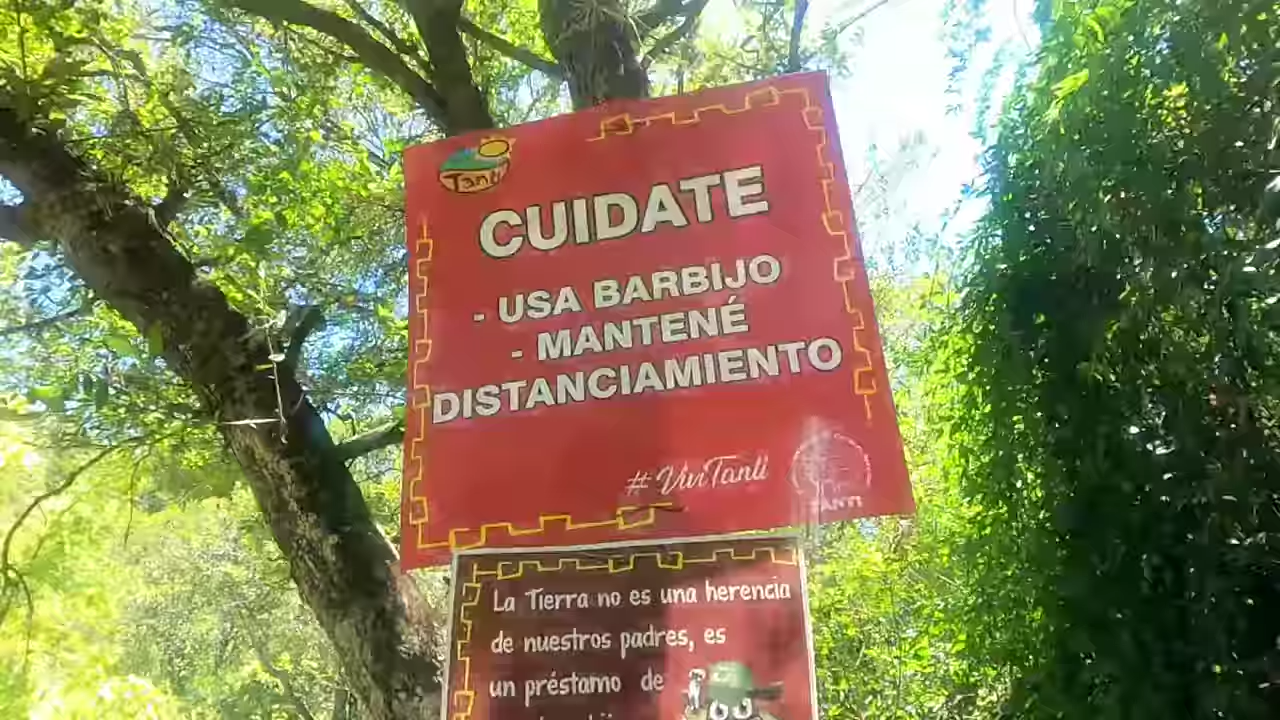 Tanti
CUIDATE
- USA BARBIJO
- MANTENÉ
DISTANCIAMIENTO
# ViviTanti
TANTI
La Tierra no es una herencia
de nuestros padres, es
un préstamo de